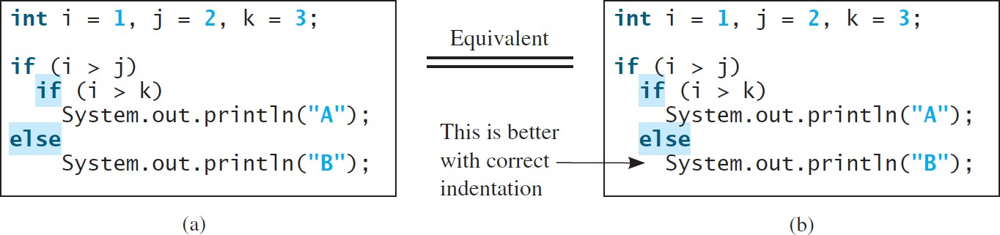 int i = 1, j = 2, k = 3;
if (i > j)
if (i > k)
System.out.println("A");
else
System.out.println("B");
(a)
Equivalent
This is better
with correct
indentation
int i = 1, j = 2, k = 3;
if (i > j)
if (i > k)
System.out.println("A");
else
System.out.println("B");
(b)